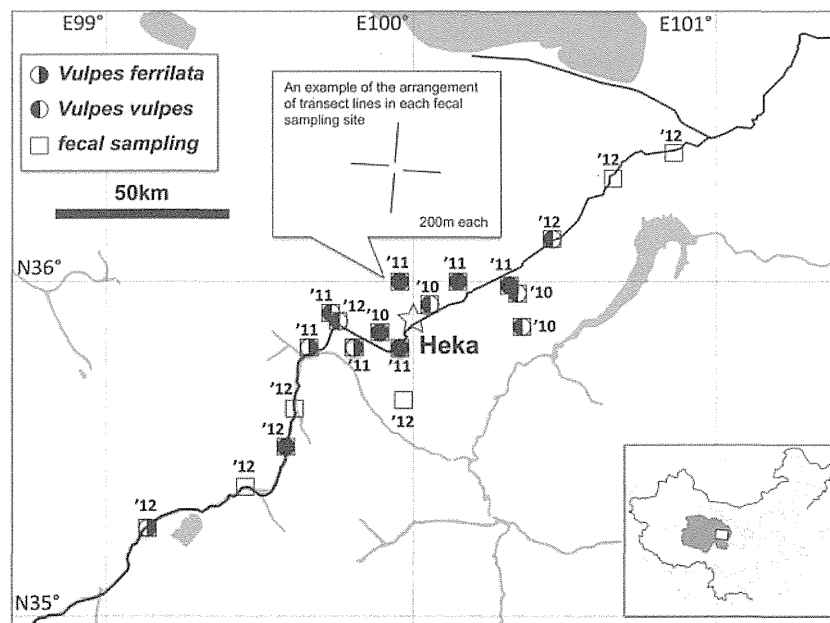 E99°
E100°
E101°
Vulpes ferrilata
Vulpes vulpes
fecal sampling
50km
An example of the arrangement
of transect lines in each fecal
sampling site
200m each
'12
'12
'12
N36°
'11
'11
'11
'10
'10
'11
'12
'10
'10
Heka
'11
'11
'11
'12
'12
'12
'12
'12
N35°